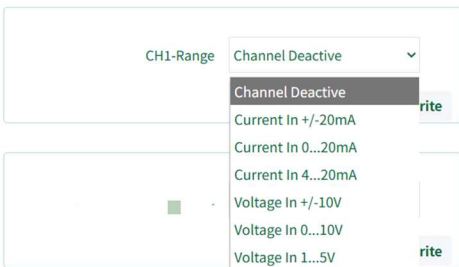 CH1-Range Channel Deactive
Channel Deactive
rite
Current In +/-20mA
Current In 0...20mA
Current In 4...20mA
Voltage In +/-10V
Voltage In 0...10V
Voltage In 1...5V
rite